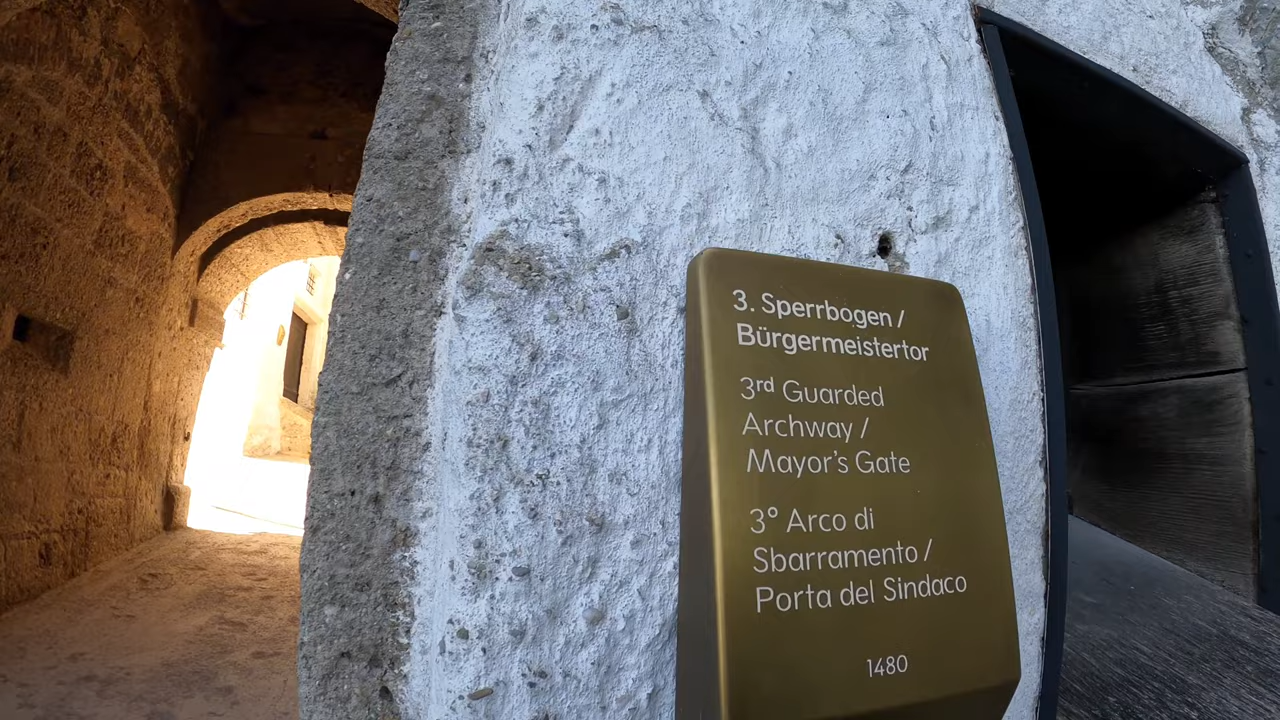 3. Sperrbogen /
Bürgermeistertor
3rd Guarded
Archway /
Mayor's Gate
3° Arco di
Sbarramento /
Porta del Sindaco
1480